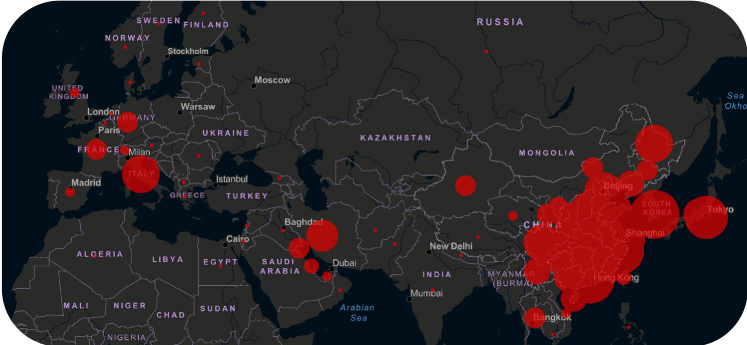 SWEDEN
FINLAND
NORWAY
RUSSIA
Stockholm
Moscow
UNITED
KINGDOM
London
Warsaw
GERMANY
Paris
UKRAINE
FRANCE
Milan
KAZAKHSTAN
MONGOLIA
ITALY
Madrid
Istanbul
GREECE
TURKEY
Beijing
SOUTH
KOREA
Tokyo
Sea
Okho
Baghdad
CHINA
Shanghai
Cairo
New Delhi
ALGERIA
LIBYA
EGYPT
SAUDI
ARABIA
Dubai
INDIA
MYANMAR
(BURMA)
Hong Kong
Mumbai
MALI
NIGER
CHAD
SUDAN
Arabian
Sea
Bangkok
NIGERIA